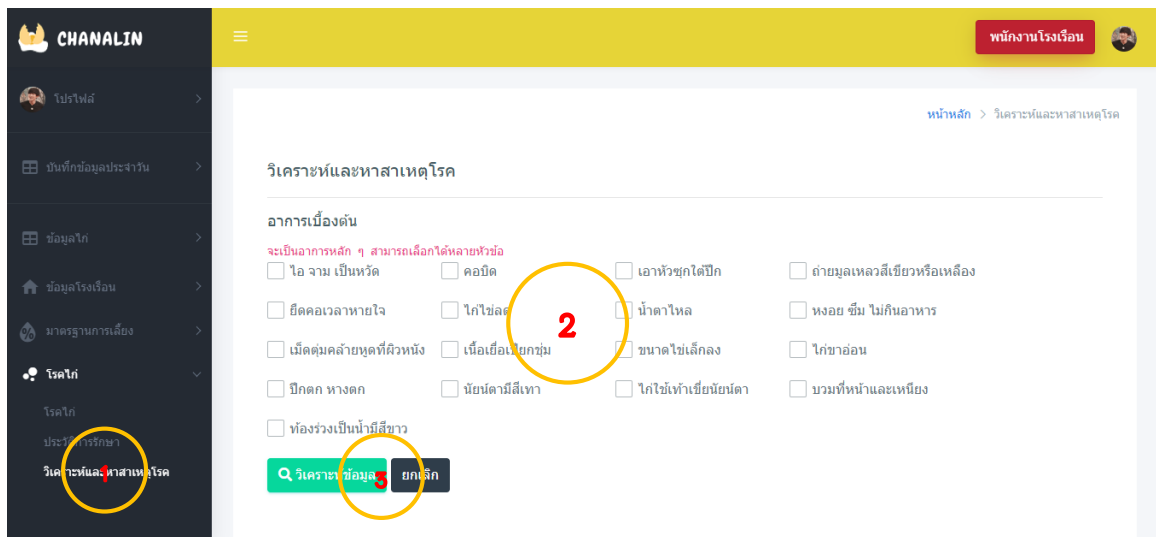 CHANALIN
พนักงานโรงเรือน
โปรไฟล์
บันทึกข้อมูลประจำวัน
ข้อมูลไก่
ข้อมูลโรงเรือน
มาตรฐานการเลี้ยง
โรคไก่
โรคไก่
ประวัติการรักษา
วิเคราะห์และหาสาเหตุโรค
1
หน้าหลัก > วิเคราะห์และหาสาเหตุโรค
วิเคราะห์และหาสาเหตุโรค
อาการเบื้องต้น
จะเป็นอาการหลัก ๆ สามารถเลือกได้หลายหัวข้อ
ไอ จาม เป็นหวัด คอบิด เอาหัวซุกใต้ปีก ถ่ายมูลเหลวสีเขียวหรือเหลือง
ยืดคอเวลาหายใจ ไก่ไข่ลด น้ำตาไหล หงอย ซึม ไม่กินอาหาร
2
เม็ดตุ่มคล้ายหูดที่ผิวหนัง เนื้อเยื่อเปียกชุ่ม ขนาดไข่เล็กลง ไก่ขาอ่อน
ปีกตก หางตก นัยน์ตามีสีเทา ไก่ใช้เท้าเขี่ยนัยน์ตา บวมที่หน้าและเหนียง
ท้องร่วงเป็นน้ำมีสีขาว
วิเคราะห์ข้อมูล ยกเลิก
3